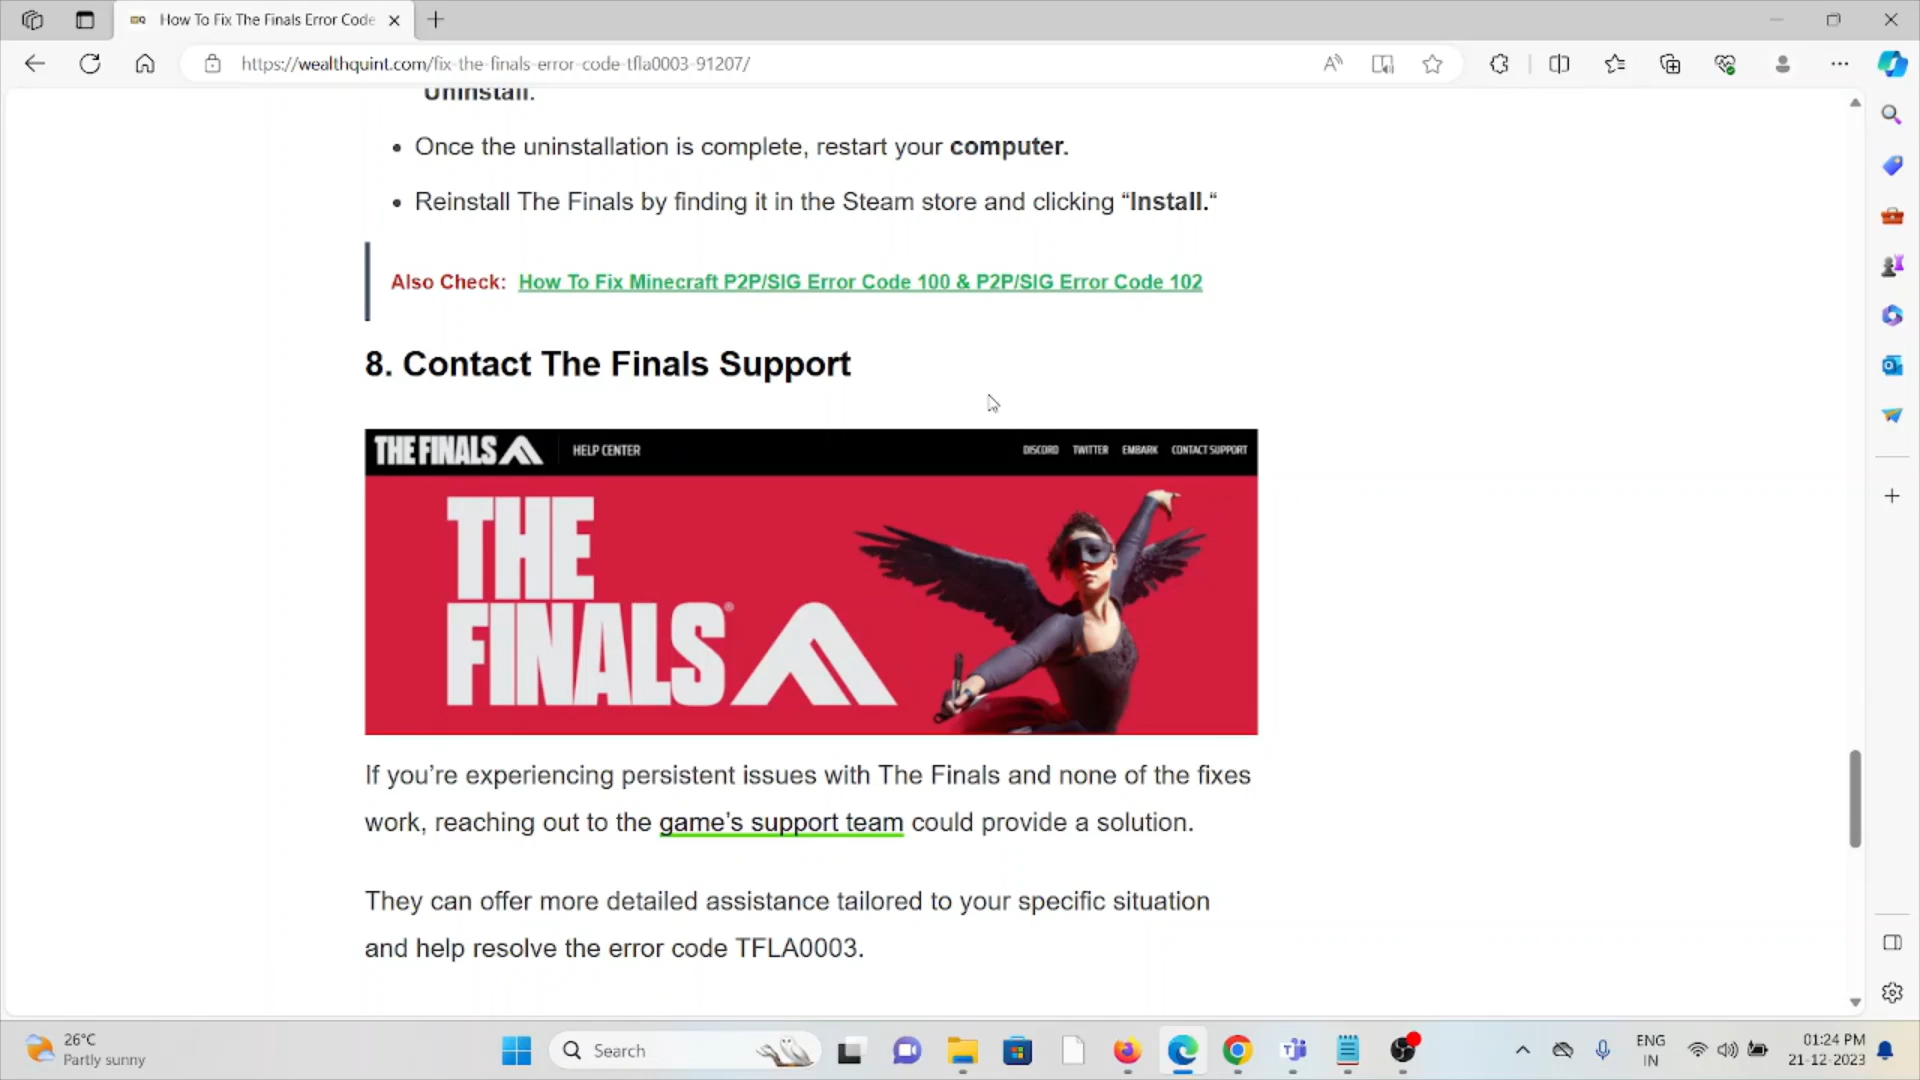 How To Fix The Finals Error Code
https://wealthquint.com/fix-the-finals-error-code-tfla0003-91207/
Uninstall.
Once the uninstallation is complete, restart your computer.
Reinstall The Finals by finding it in the Steam store and clicking “Install.“
Also Check: How To Fix Minecraft P2P/SIG Error Code 100 & P2P/SIG Error Code 102
8. Contact The Finals Support
THE FINALS HELP CENTER DISCORD TWITTER EMBARK CONTACT SUPPORT
THE
FINALS®
If you’re experiencing persistent issues with The Finals and none of the fixes
work, reaching out to the game’s support team could provide a solution.
They can offer more detailed assistance tailored to your specific situation
and help resolve the error code TFLA0003.
26°C
Partly sunny
Search
ENG
IN
01:24 PM
21-12-2023